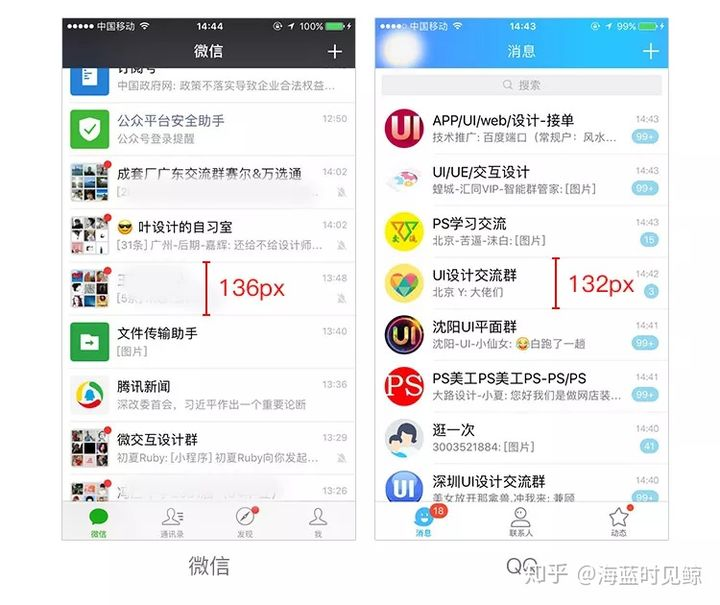 中国移动 14:44 100%
微信
订阅号
中国政府网: 政策不落实导致企业合法权益...
公众平台安全助手 12:50
公众号登录提醒
成套厂广东交流群赛尔&万选通 14:02
😎 叶设计的自习室 14:02
[31条] 广州-后期-嘉辉: 还给不给设计师...
13:48
136px
文件传输助手 13:40
[图片]
腾讯新闻 13:36
深改委首会，习近平作出一个重要论断
微交互设计群 13:29
初夏Ruby: [小程序] 初夏Ruby向你发起...
13:26
微信 通讯录 发现 我
微信
中国移动 14:43 99%
消息
搜索
APP/UI/web/设计-接单 14:43
技术推广: 百度端口（常规户：风水... 99+
UI/UE/交互设计 14:43
蝗城-汇同VIP-智能群管家: [图片] 99+
PS学习交流 14:43
北京-苦逼-沫白: [图片] 15
UI设计交流群 14:42
北京 Y: 大佬们 3
132px
沈阳UI平面群 14:41
沈阳-UI-小仙女: 😂白跑了一趟 99+
PS美工PS美工PS-PS/PS 14:41
大路设计-小夏: 您好我们是做网店装... 99+
逛一次 14:40
3003521884: [图片] 41
深圳UI设计交流群 14:40
美女放开那禽兽,冲我来: 兼顾 99+
18
消息 联系人 动态
QQ
知乎 @海蓝时见鲸